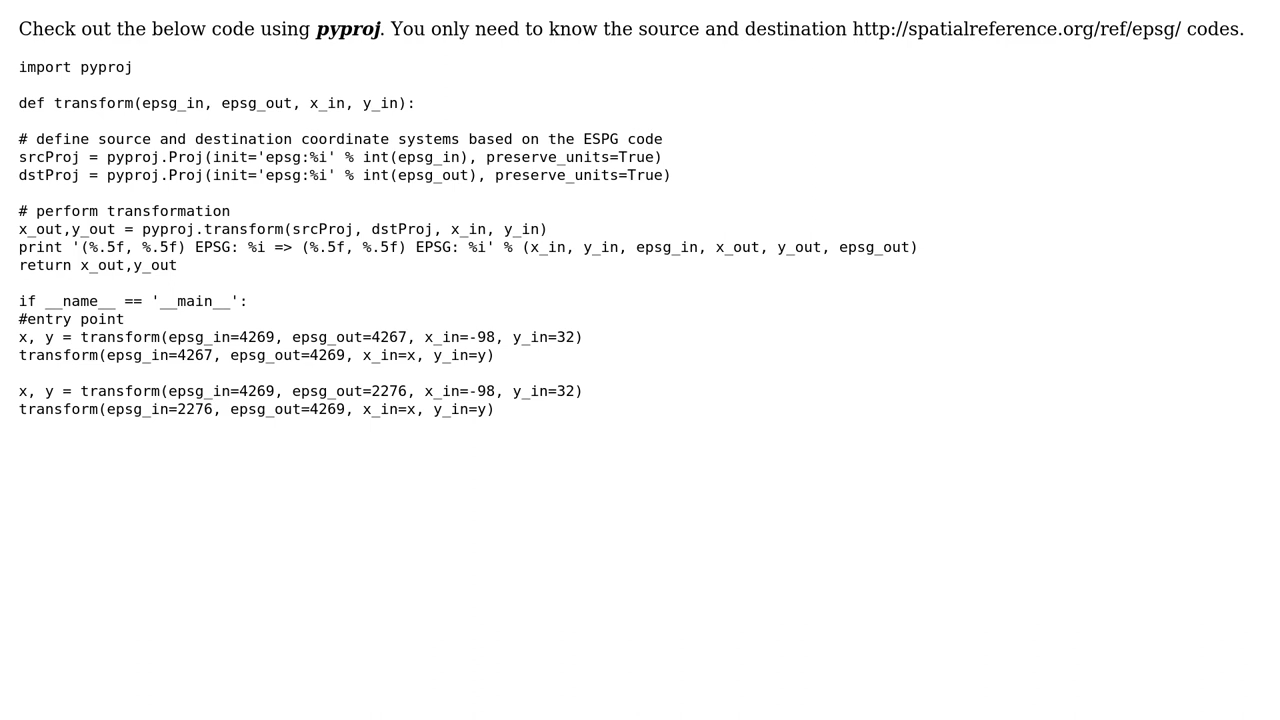 Check out the below code using pyproj. You only need to know the source and destination http://spatialreference.org/ref/epsg/ codes.
import pyproj
def transform(epsg_in, epsg_out, x_in, y_in):
# define source and destination coordinate systems based on the ESPG code
srcProj = pyproj.Proj(init='epsg:%i' % int(epsg_in), preserve_units=True)
dstProj = pyproj.Proj(init='epsg:%i' % int(epsg_out), preserve_units=True)
# perform transformation
x_out,y_out = pyproj.transform(srcProj, dstProj, x_in, y_in)
print '(%.5f, %.5f) EPSG: %i => (%.5f, %.5f) EPSG: %i' % (x_in, y_in, epsg_in, x_out, y_out, epsg_out)
return x_out,y_out
if __name__ == '__main__':
#entry point
x, y = transform(epsg_in=4269, epsg_out=4267, x_in=-98, y_in=32)
transform(epsg_in=4267, epsg_out=4269, x_in=x, y_in=y)
x, y = transform(epsg_in=4269, epsg_out=2276, x_in=-98, y_in=32)
transform(epsg_in=2276, epsg_out=4269, x_in=x, y_in=y)